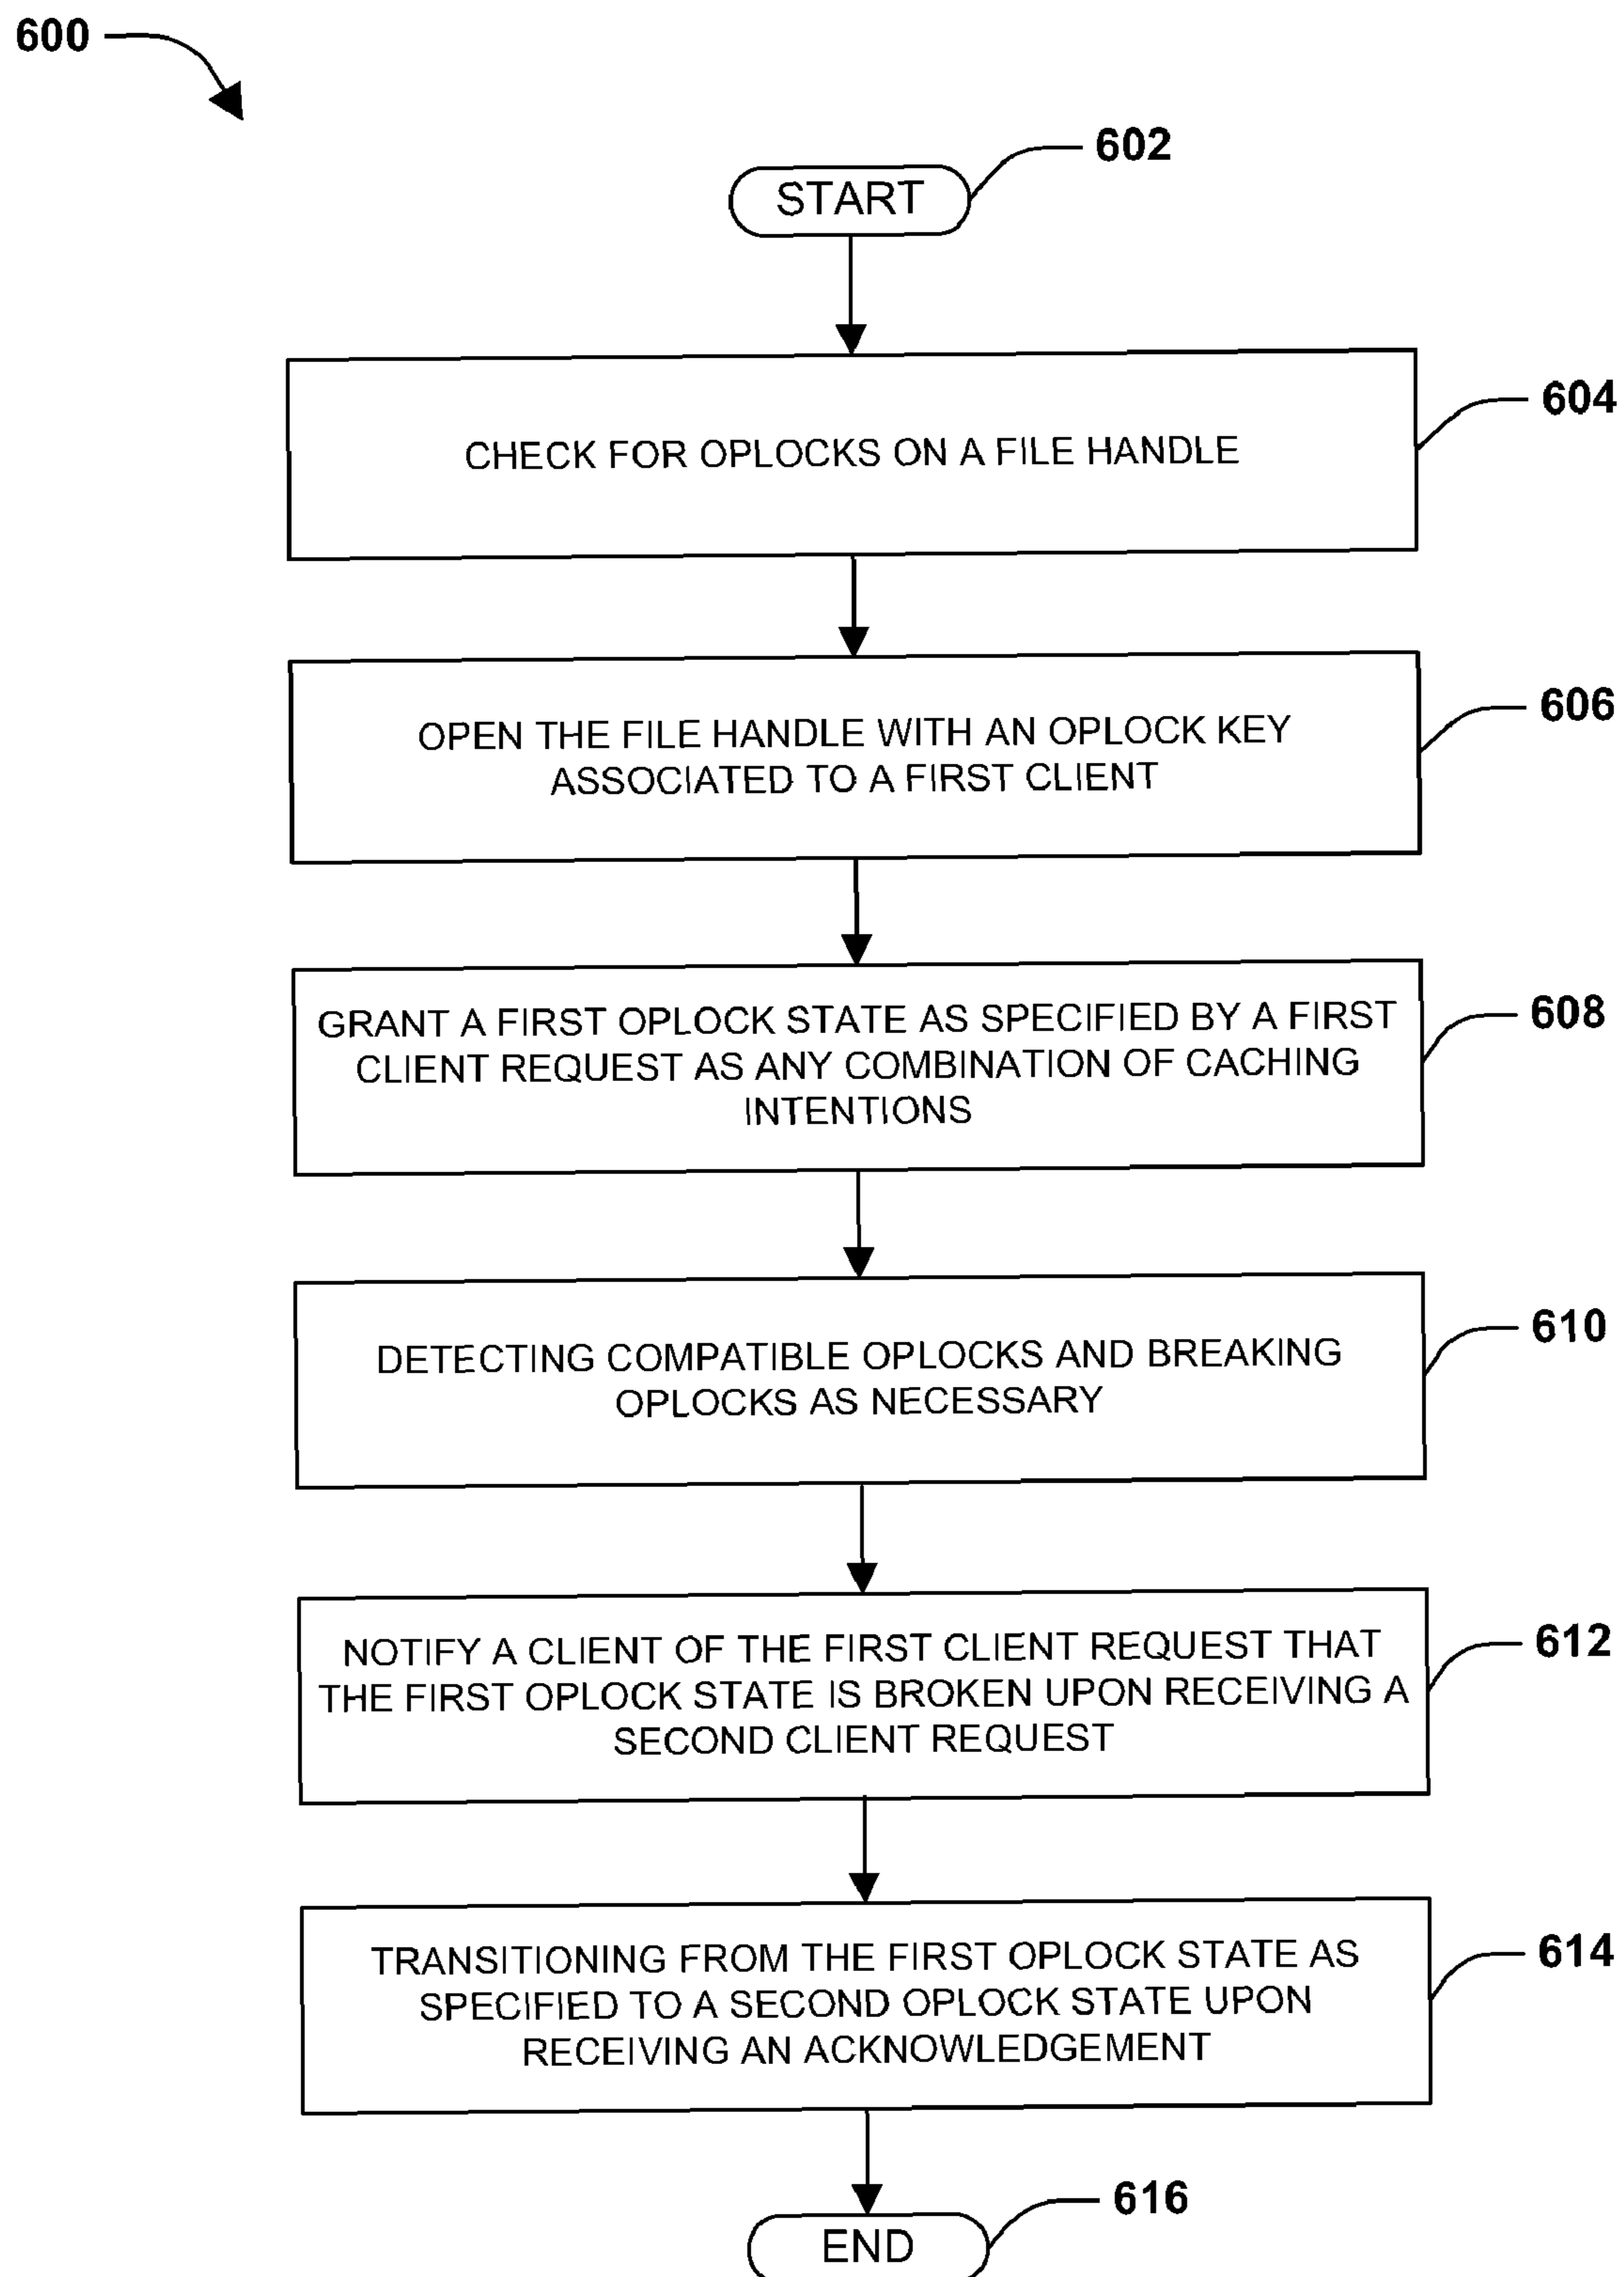 600
602
START
604
CHECK FOR OPLOCKS ON A FILE HANDLE
606
OPEN THE FILE HANDLE WITH AN OPLOCK KEY
ASSOCIATED TO A FIRST CLIENT
608
GRANT A FIRST OPLOCK STATE AS SPECIFIED BY A FIRST
CLIENT REQUEST AS ANY COMBINATION OF CACHING
INTENTIONS
610
DETECTING COMPATIBLE OPLOCKS AND BREAKING
OPLOCKS AS NECESSARY
612
NOTIFY A CLIENT OF THE FIRST CLIENT REQUEST THAT
THE FIRST OPLOCK STATE IS BROKEN UPON RECEIVING A
SECOND CLIENT REQUEST
614
TRANSITIONING FROM THE FIRST OPLOCK STATE AS
SPECIFIED TO A SECOND OPLOCK STATE UPON
RECEIVING AN ACKNOWLEDGEMENT
616
END